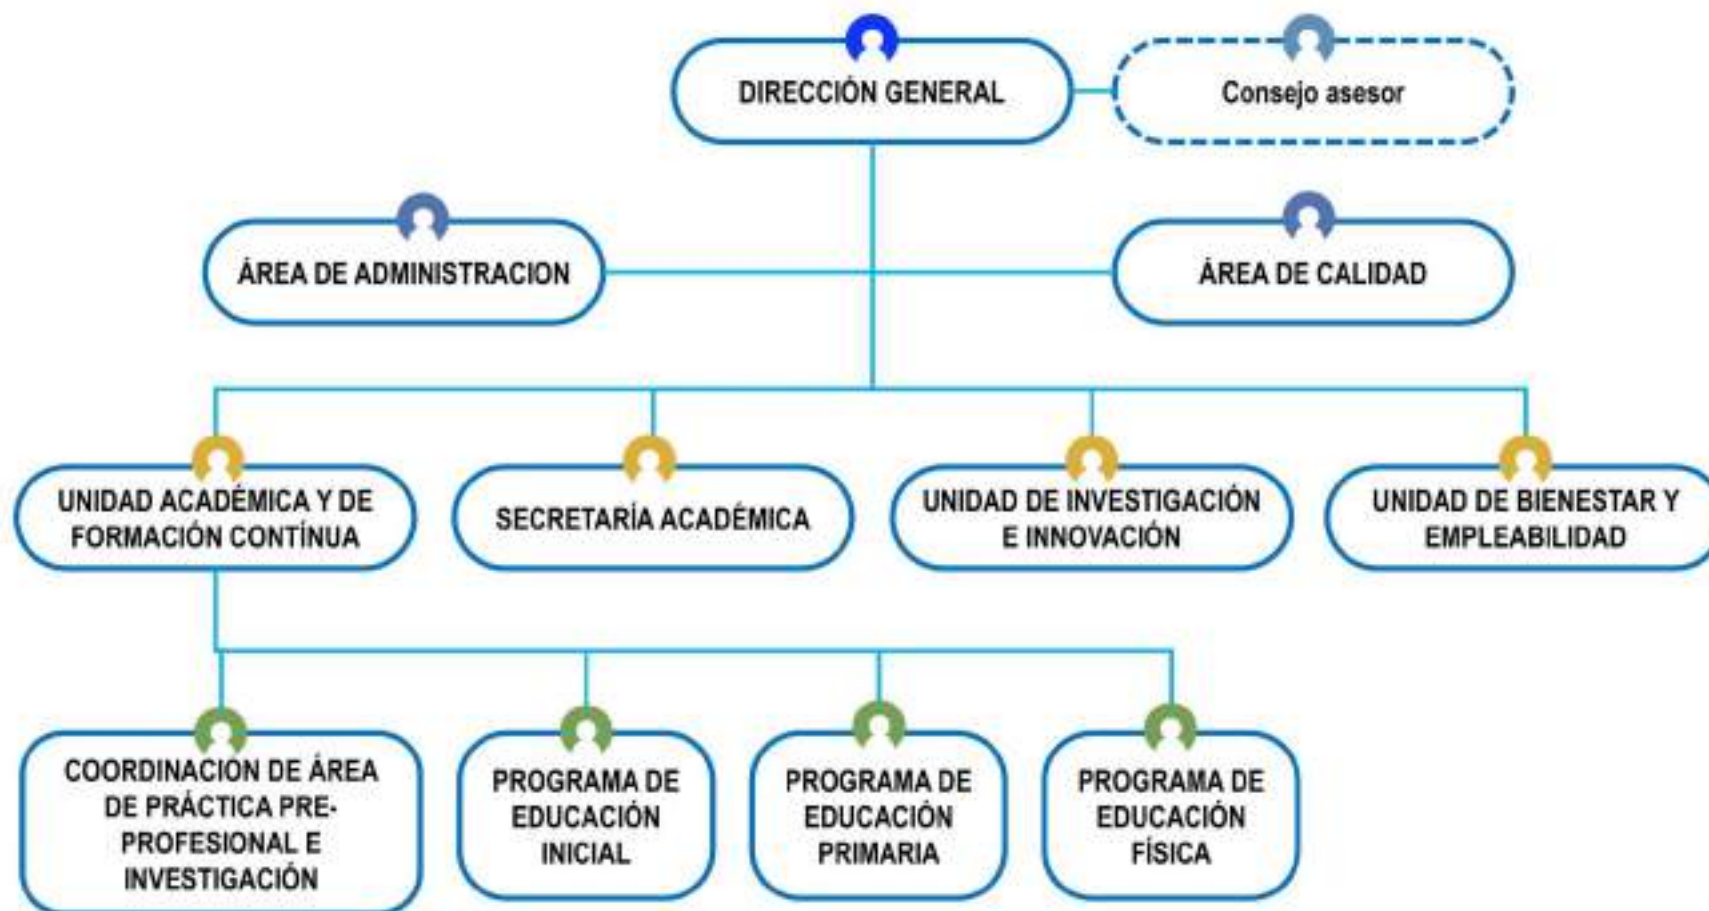 DIRECCIÓN GENERAL
Consejo asesor
ÁREA DE ADMINISTRACION
ÁREA DE CALIDAD
UNIDAD ACADÉMICA Y DE
FORMACIÓN CONTÍNUA
SECRETARÍA ACADÉMICA
UNIDAD DE INVESTIGACIÓN
E INNOVACIÓN
UNIDAD DE BIENESTAR Y
EMPLEABILIDAD
COORDINACIÓN DE ÁREA
DE PRÁCTICA PRE-
PROFESIONAL E
INVESTIGACIÓN
PROGRAMA DE
EDUCACIÓN
INICIAL
PROGRAMA DE
EDUCACIÓN
PRIMARIA
PROGRAMA DE
EDUCACIÓN
FÍSICA